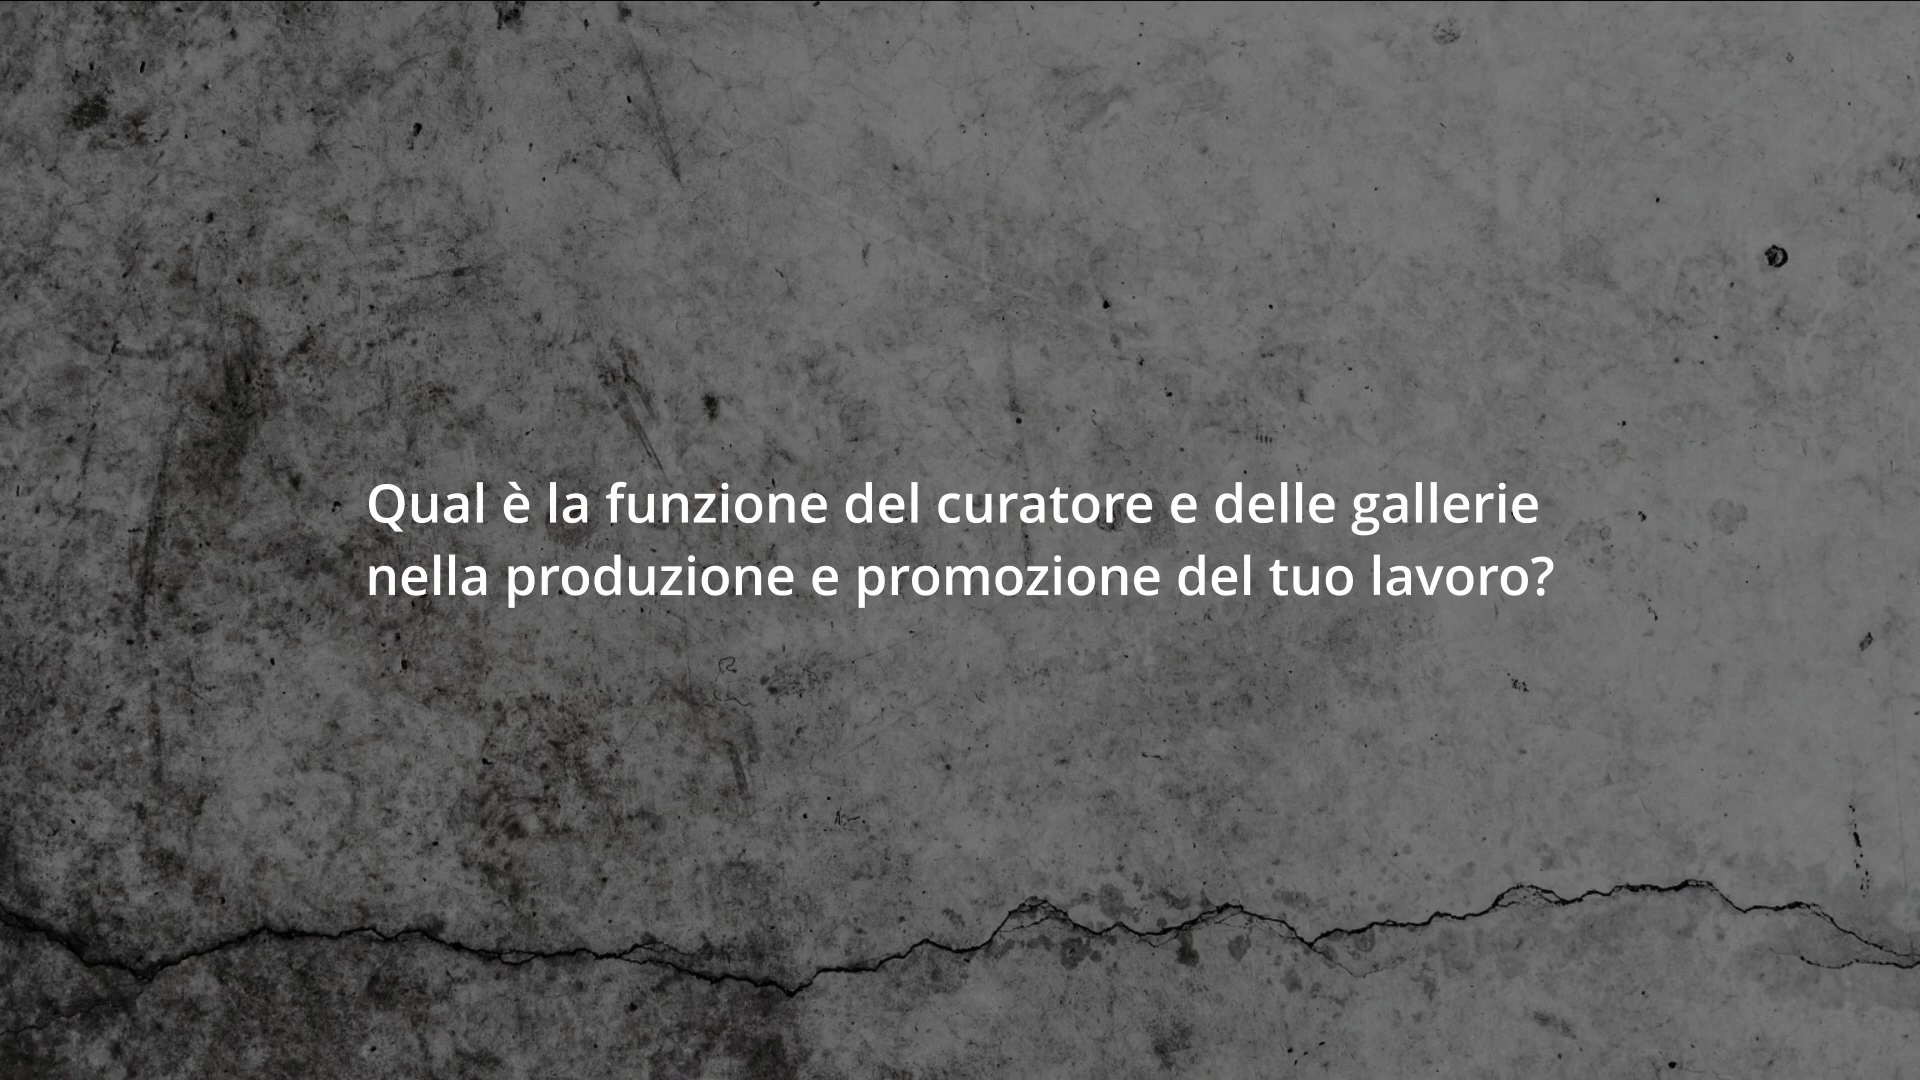 Qual è la funzione del curatore e delle gallerie
nella produzione e promozione del tuo lavoro?